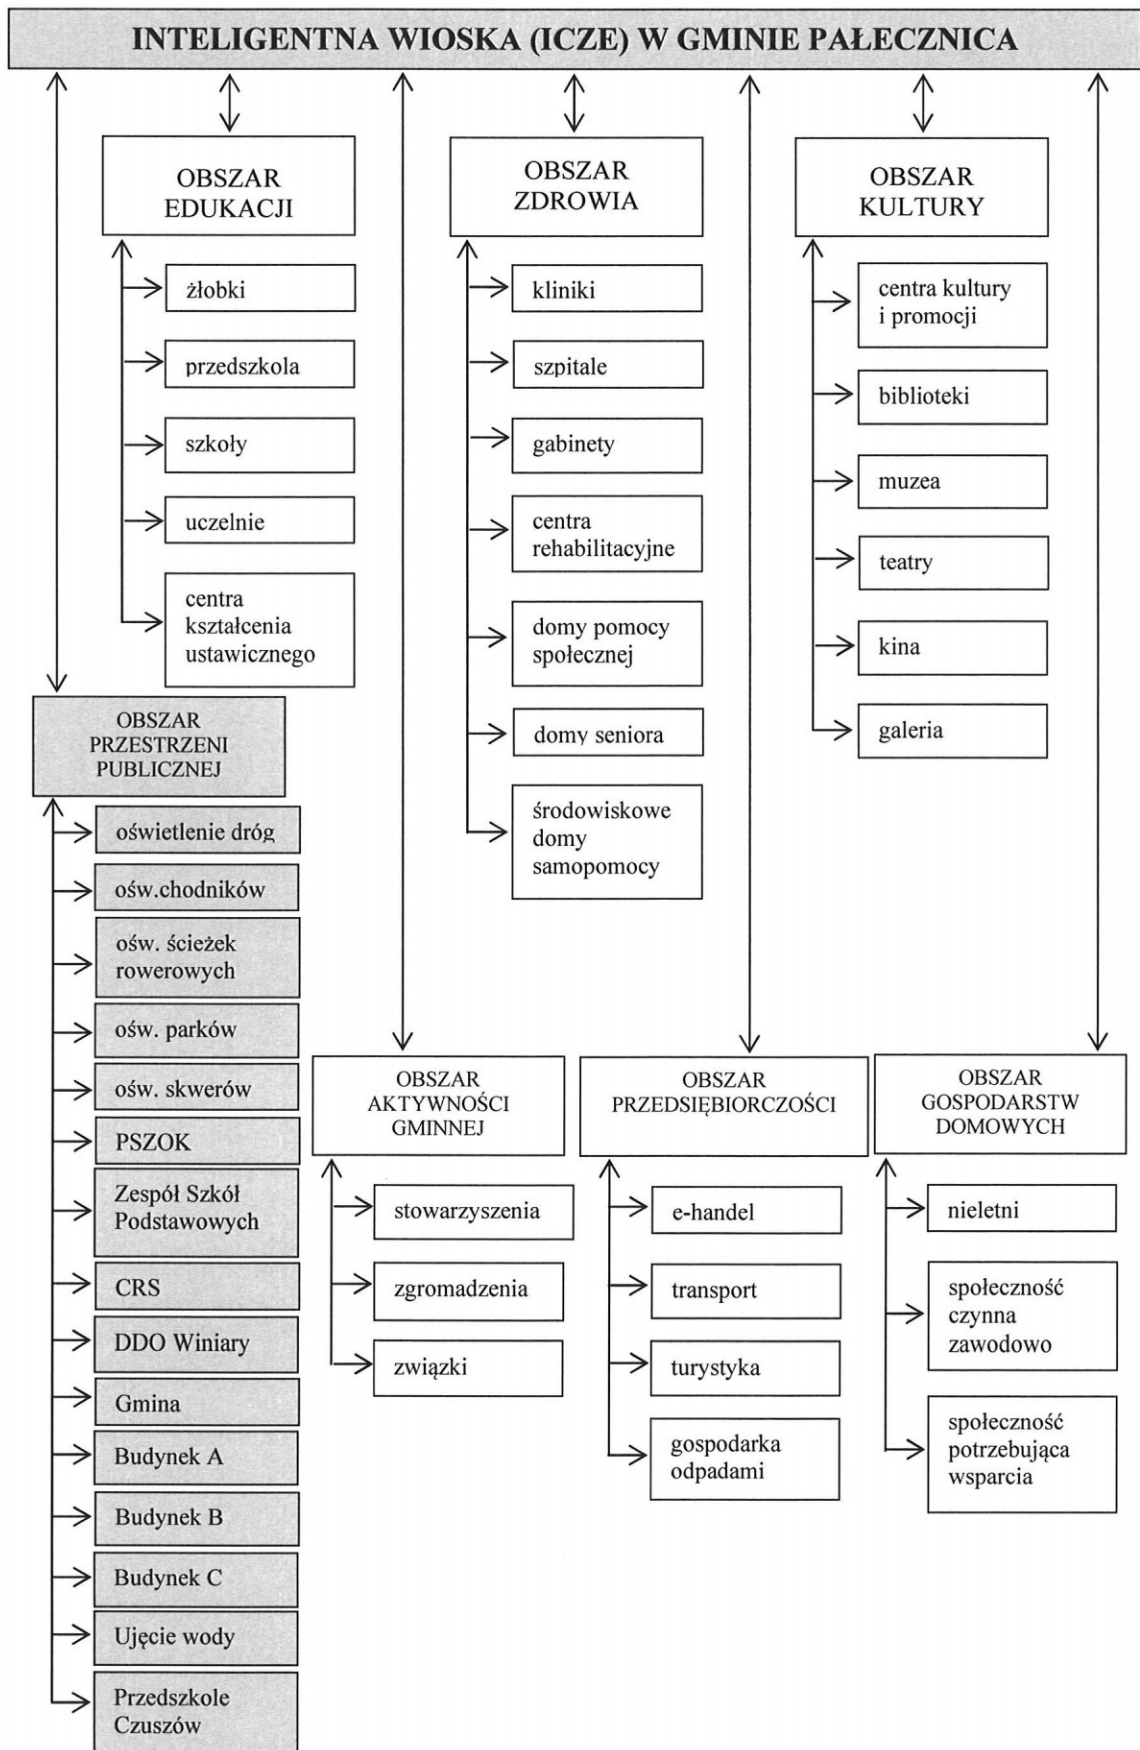 INTELIGENTNA WIOSKA (ICZE) W GMINIE PAŁECZNICA
OBSZAR
EDUKACJI
żłobki
przedszkola
szkoły
uczelnie
centra
kształcenia
ustawicznego
OBSZAR
ZDROWIA
kliniki
szpitale
gabinety
centra
rehabilitacyjne
domy pomocy
społecznej
domy seniora
środowiskowe
domy
samopomocy
OBSZAR
KULTURY
centra kultury
i promocji
biblioteki
muzea
teatry
kina
galeria
OBSZAR
PRZESTRZENI
PUBLICZNEJ
oświetlenie dróg
ośw.chodników
ośw. ścieżek
rowerowych
ośw. parków
ośw. skwerów
PSZOK
Zespół Szkół
Podstawowych
CRS
DDO Winiary
Gmina
Budynek A
Budynek B
Budynek C
Ujęcie wody
Przedszkole
Czuszów
OBSZAR
AKTYWNOŚCI
GMINNEJ
stowarzyszenia
zgromadzenia
związki
OBSZAR
PRZEDSIĘBIORCZOŚCI
e-handel
transport
turystyka
gospodarka
odpadami
OBSZAR
GOSPODARSTW
DOMOWYCH
nieletni
społeczność
czynna
zawodowo
społeczność
potrzebująca
wsparcia